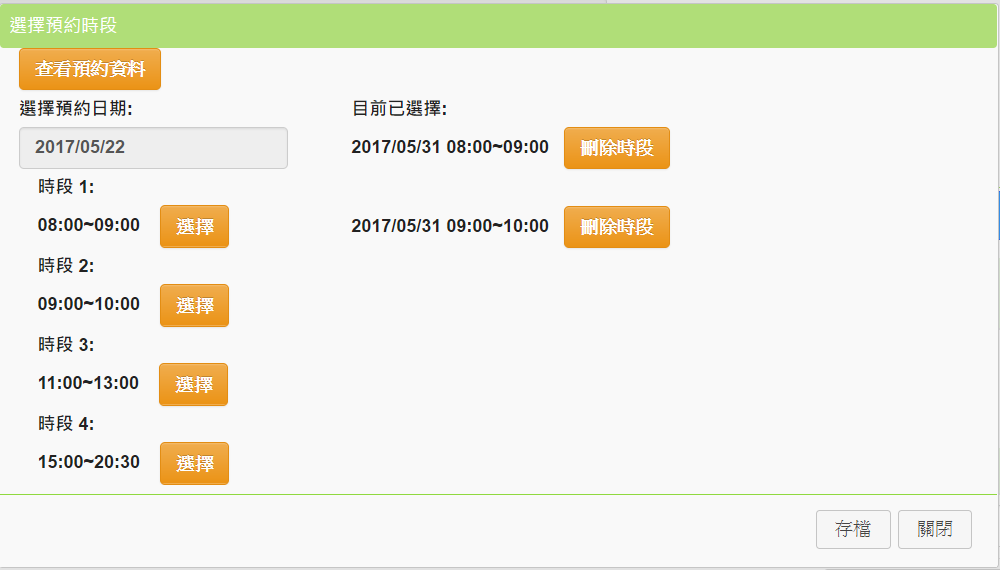 選擇預約時段
查看預約資料
選擇預約日期:
目前已選擇:
2017/05/22
2017/05/31 08:00~09:00 刪除時段
時段 1:
08:00~09:00 選擇
2017/05/31 09:00~10:00 刪除時段
時段 2:
09:00~10:00 選擇
時段 3:
11:00~13:00 選擇
時段 4:
15:00~20:30 選擇
存檔 關閉